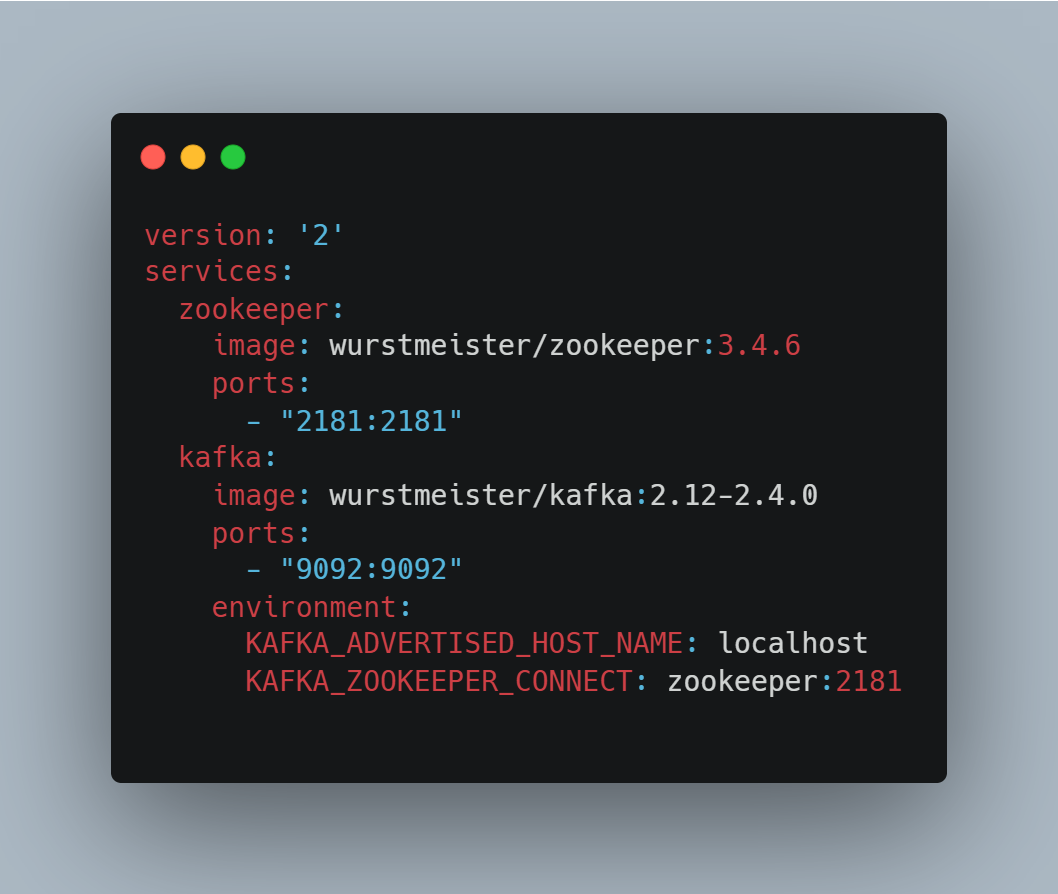 version: '2'
services:
  zookeeper:
    image: wurstmeister/zookeeper:3.4.6
    ports:
      - "2181:2181"
  kafka:
    image: wurstmeister/kafka:2.12-2.4.0
    ports:
      - "9092:9092"
    environment:
      KAFKA_ADVERTISED_HOST_NAME: localhost
      KAFKA_ZOOKEEPER_CONNECT: zookeeper:2181